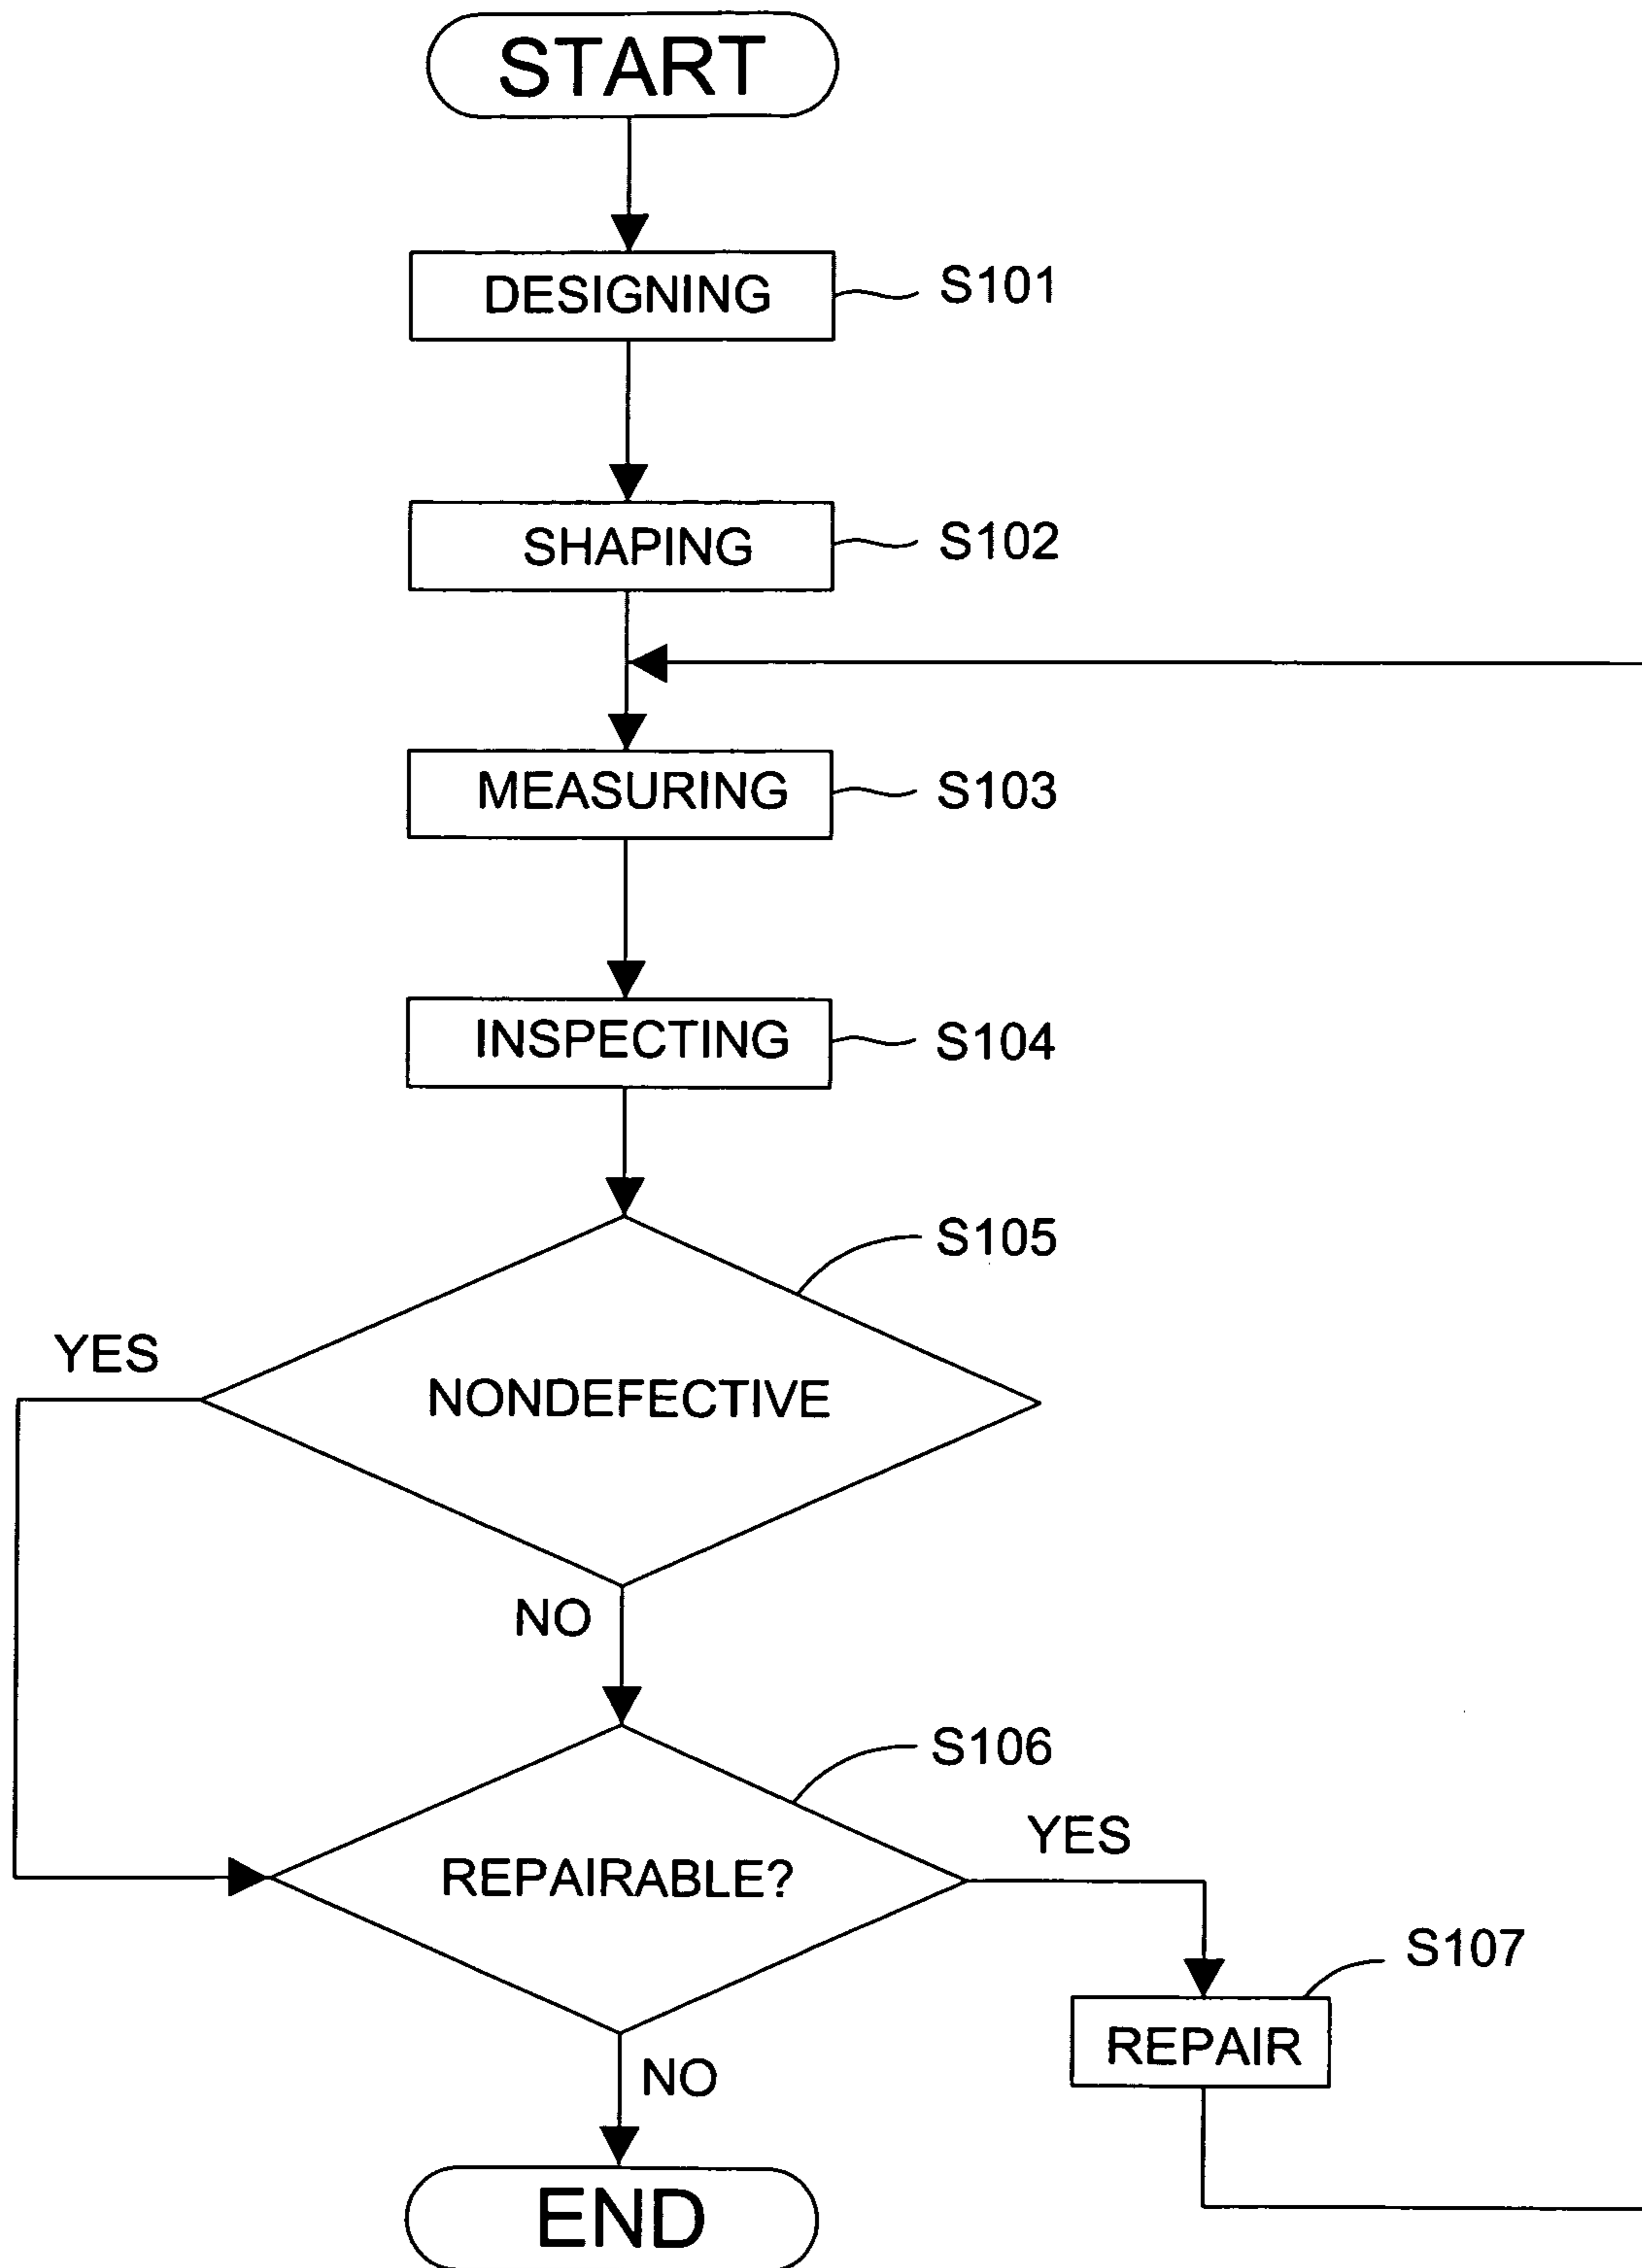 START
DESIGNING
S101
SHAPING
S102
MEASURING
S103
INSPECTING
S104
S105
YES
NONDEFECTIVE
NO
S106
YES
REPAIRABLE?
S107
REPAIR
NO
END